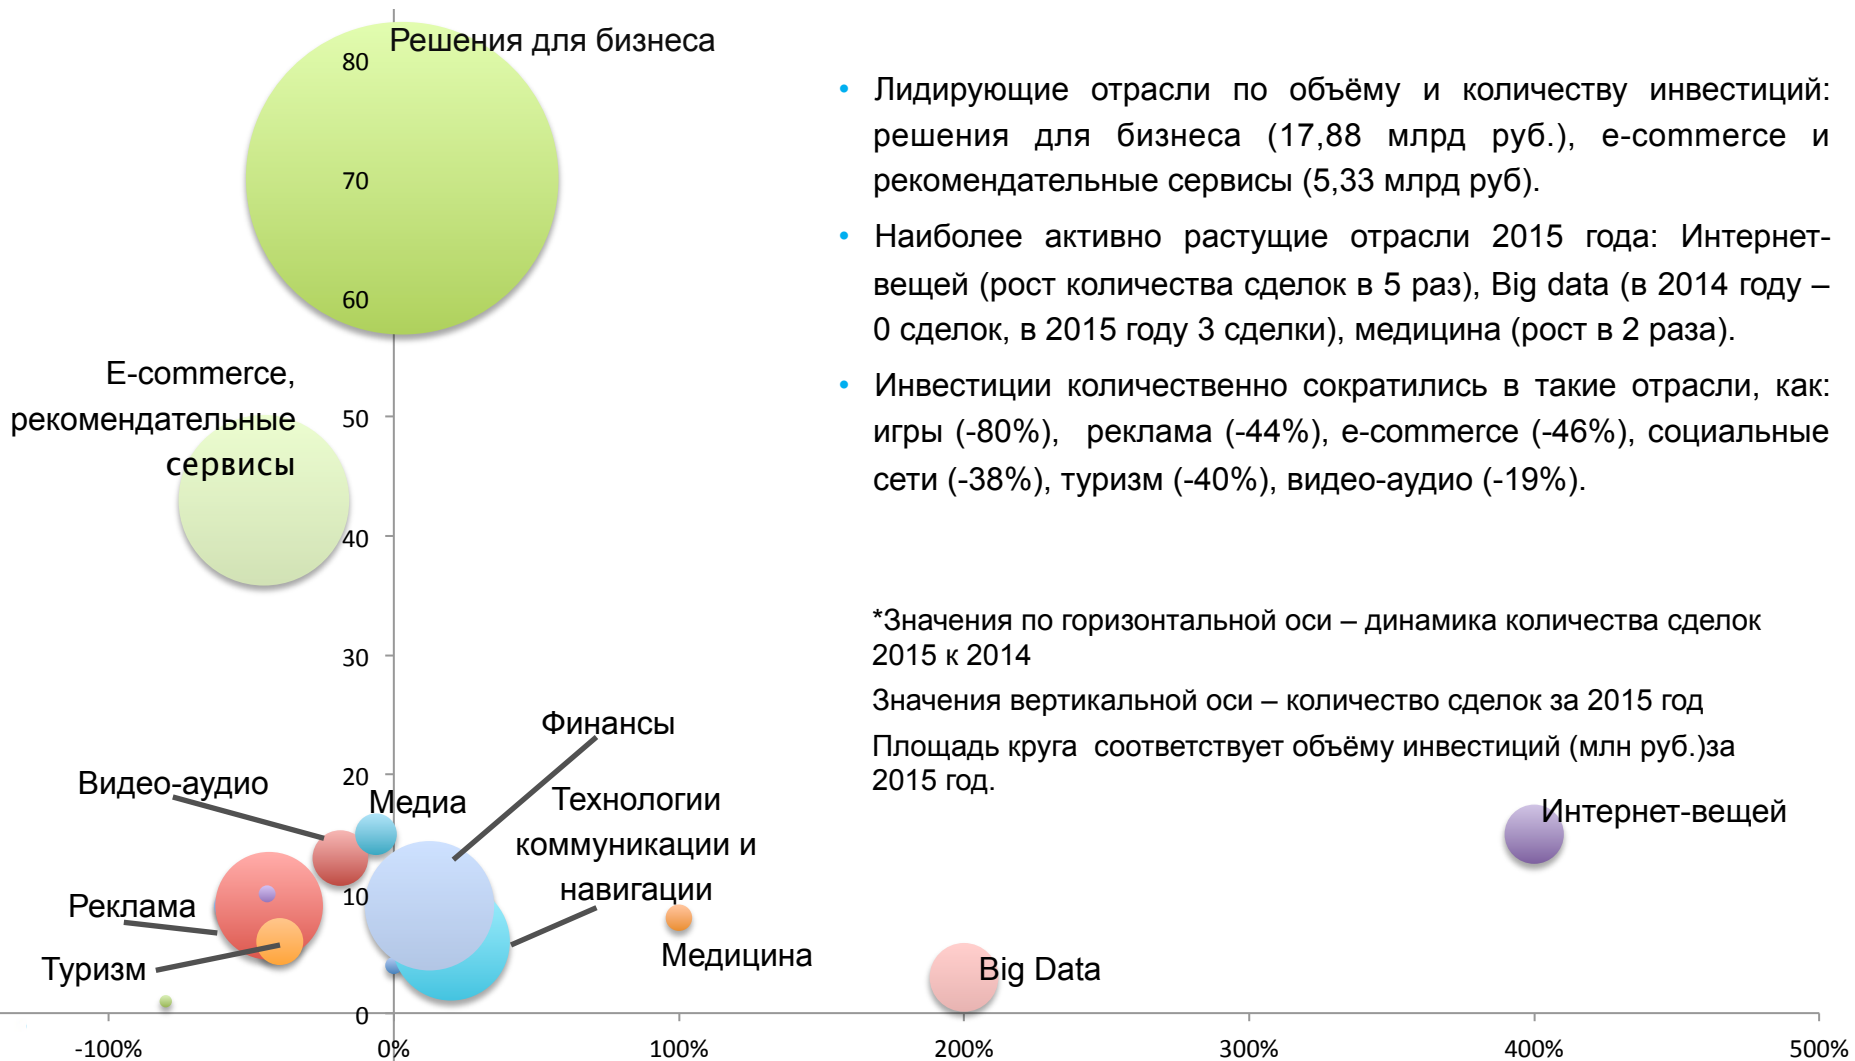 Решения для бизнеса
80
70
60
50
40
30
20
10
0
E-commerce,
рекомендательные
сервисы
Финансы
Видео-аудио
Медиа
Технологии
коммуникации и
навигации
Реклама
Туризм
Медицина
Big Data
Интернет-вещей
-100%
0%
100%
200%
300%
400%
500%
• Лидирующие отрасли по объёму и количеству инвестиций:
решения для бизнеса (17,88 млрд руб.), e-commerce и
рекомендательные сервисы (5,33 млрд руб).
• Наиболее активно растущие отрасли 2015 года: Интернет-
вещей (рост количества сделок в 5 раз), Big data (в 2014 году –
0 сделок, в 2015 году 3 сделки), медицина (рост в 2 раза).
• Инвестиции количественно сократились в такие отрасли, как:
игры (-80%), реклама (-44%), e-commerce (-46%), социальные
сети (-38%), туризм (-40%), видео-аудио (-19%).
*Значения по горизонтальной оси – динамика количества сделок
2015 к 2014
Значения вертикальной оси – количество сделок за 2015 год
Площадь круга соответствует объёму инвестиций (млн руб.)за
2015 год.